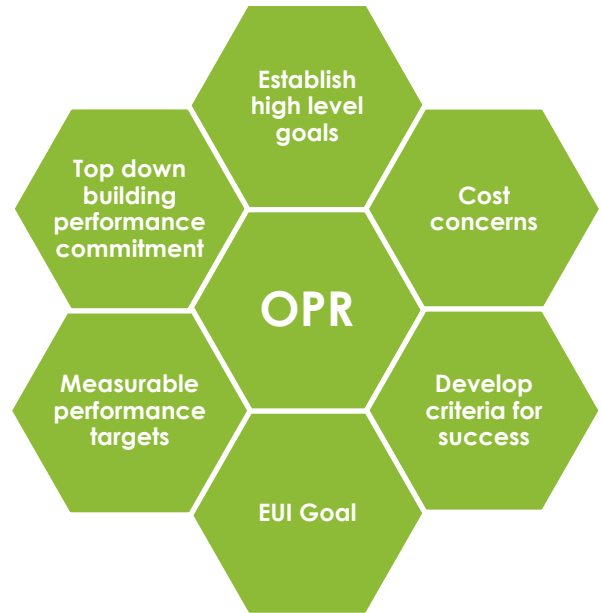 Establish
high level
goals
Top down
building
performance
commitment
Cost
concerns
OPR
Measurable
performance
targets
Develop
criteria for
success
EUI Goal